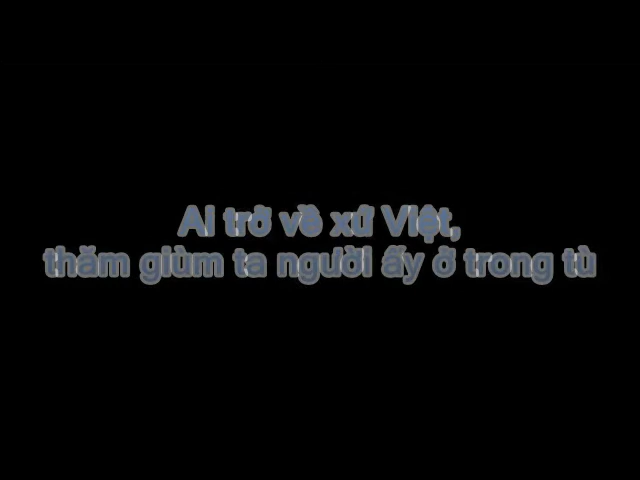 Ai trở về xứ Việt,
thăm giùm ta người ấy ở trong tù